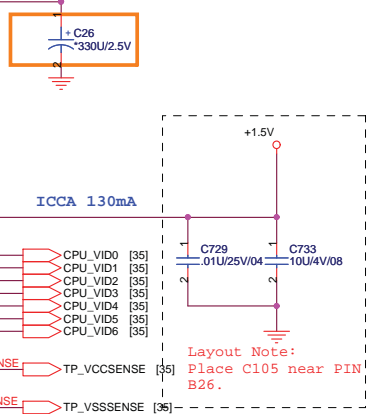 1
+ C26
*330U/2.5V
2
+1.5V
ICCA 130mA
1 1
C729 C733
.01U/25V/04 10U/4V/08
2 2
CPU_VID0 [35]
CPU_VID1 [35]
CPU_VID2 [35]
CPU_VID3 [35]
CPU_VID4 [35]
CPU_VID5 [35]
CPU_VID6 [35]
Layout Note:
NSE TP_VCCSENSE [35] Place C105 near PIN
B26.
NSE TP_VSSSENSE [35]